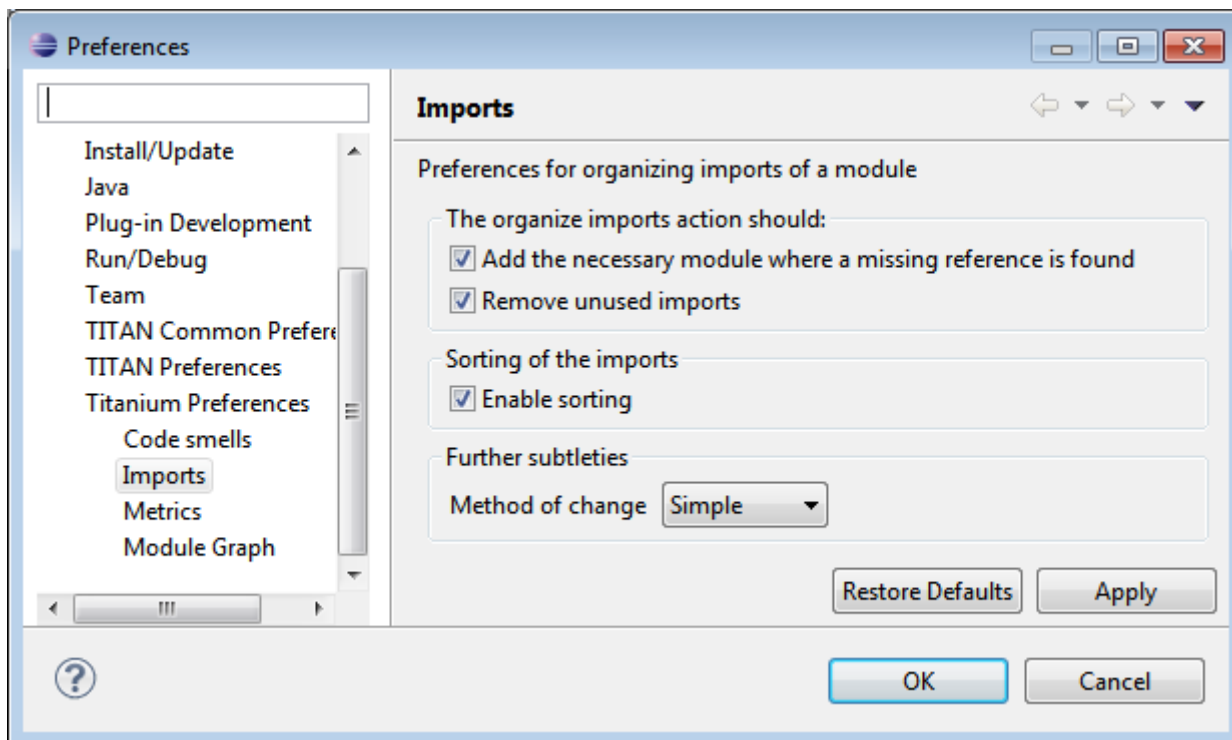 Preferences
Imports
Install/Update
Java
Plug-in Development
Run/Debug
Team
TITAN Common Prefere
TITAN Preferences
Titanium Preferences
Code smells
Imports
Metrics
Module Graph
Preferences for organizing imports of a module
The organize imports action should:
Add the necessary module where a missing reference is found
Remove unused imports
Sorting of the imports
Enable sorting
Further subtleties
Method of change Simple
Restore Defaults Apply
OK Cancel